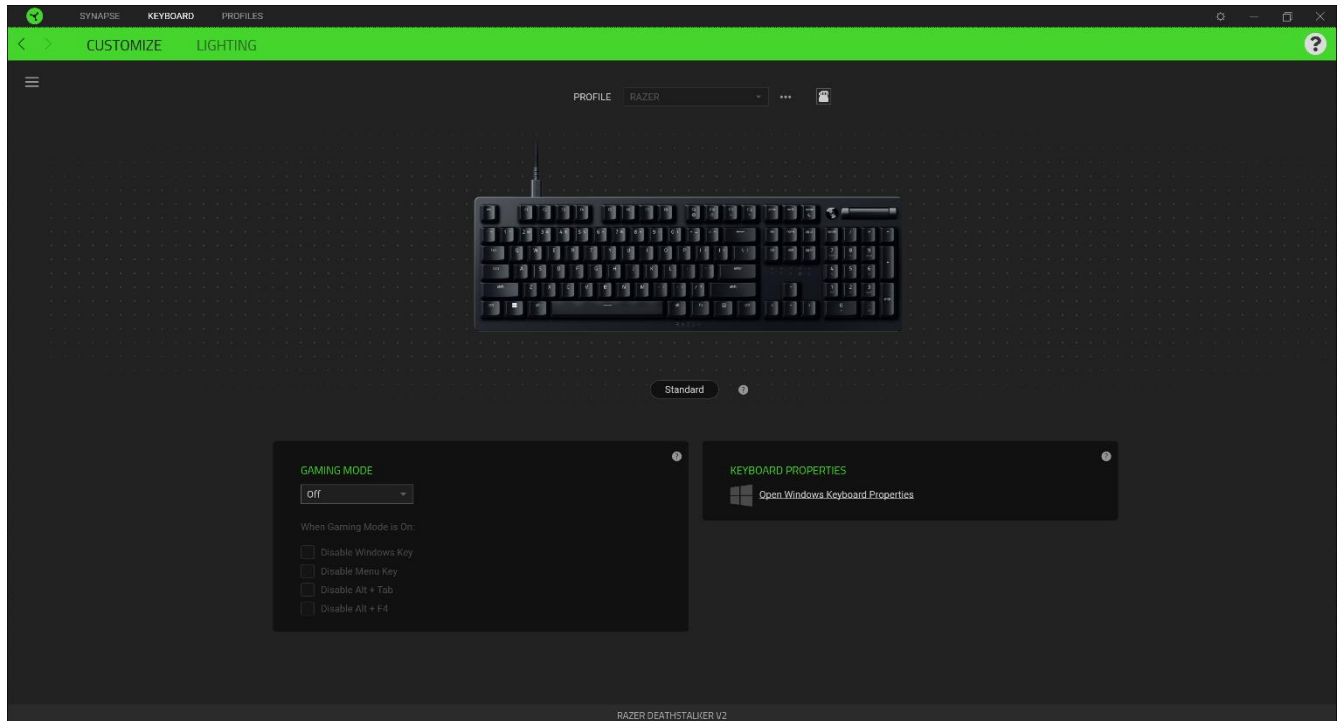 SYNAPSE KEYBOARD PROFILES
CUSTOMIZE LIGHTING
?
PROFILE RAZER
Standard ?
GAMING MODE ?
Off
When Gaming Mode is On:
Disable Windows Key
Disable Menu Key
Disable Alt + Tab
Disable Alt + F4
KEYBOARD PROPERTIES ?
Open Windows Keyboard Properties
RAZER DEATHSTALKER V2